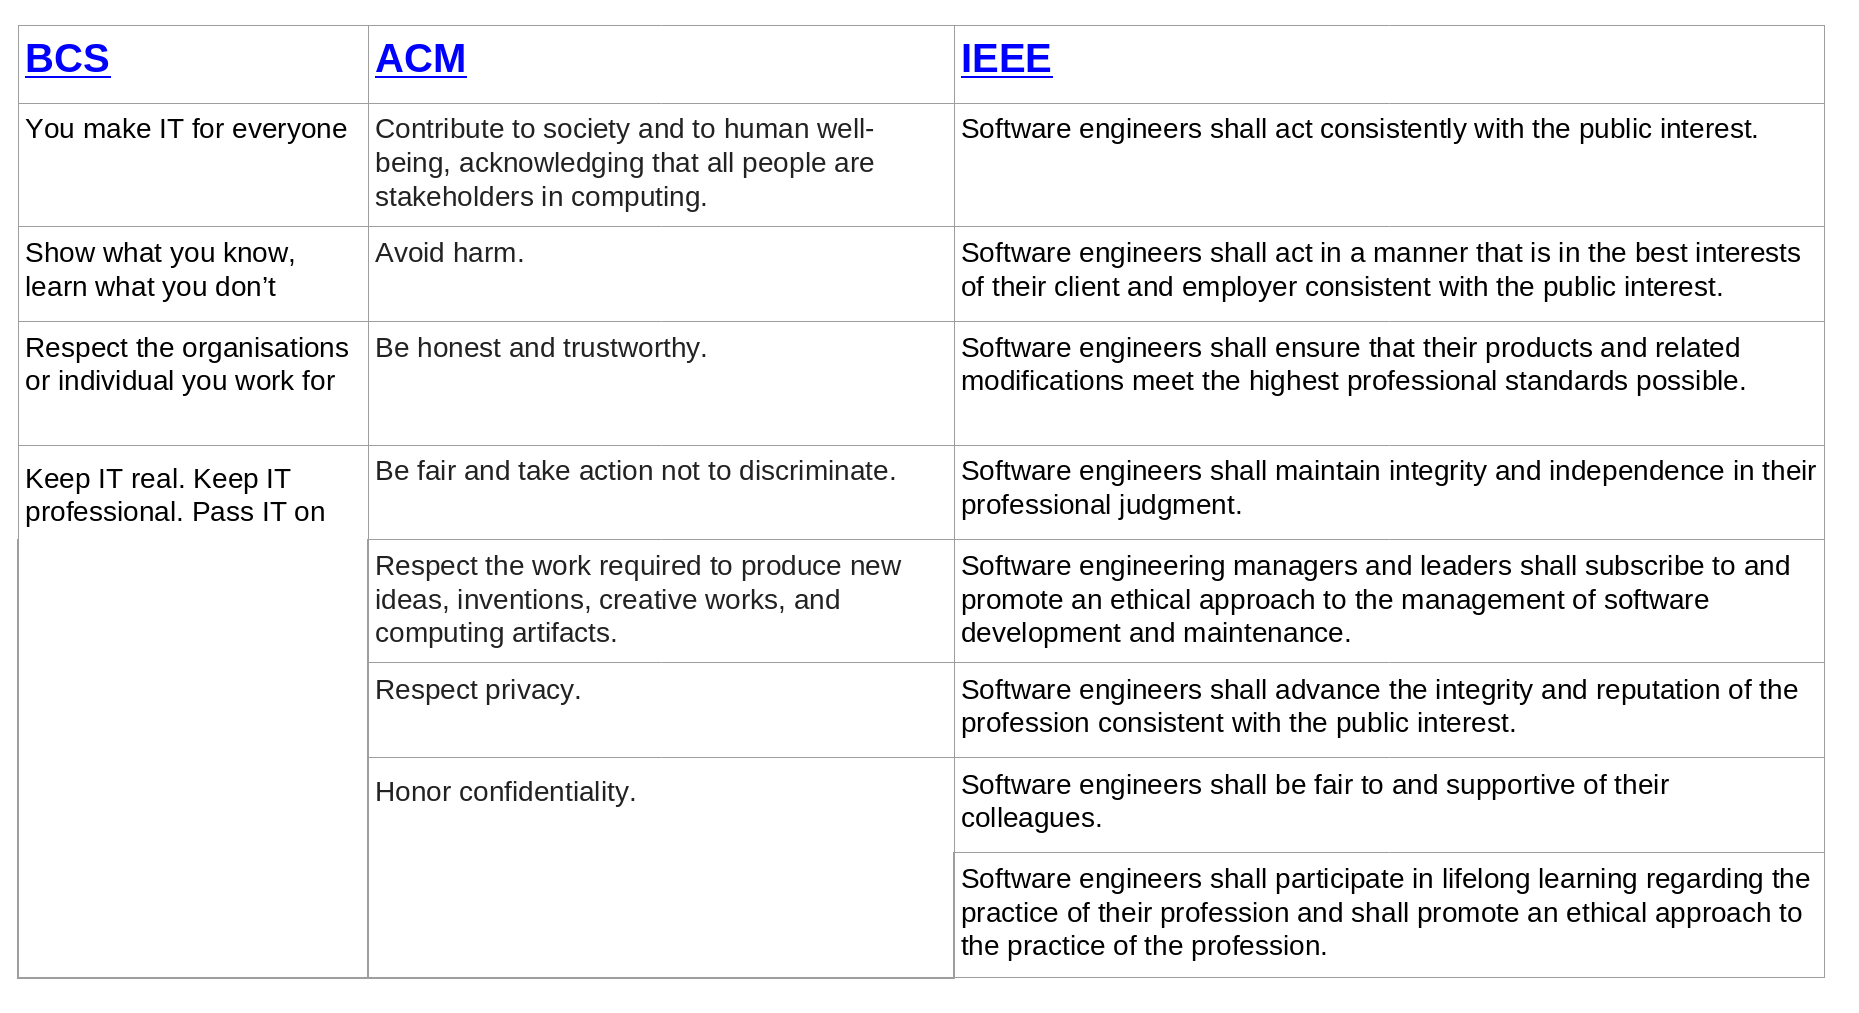 BCS
ACM
IEEE
You make IT for everyone
Contribute to society and to human well-
being, acknowledging that all people are
stakeholders in computing.
Software engineers shall act consistently with the public interest.
Show what you know,
learn what you don’t
Avoid harm.
Software engineers shall act in a manner that is in the best interests
of their client and employer consistent with the public interest.
Respect the organisations
or individual you work for
Be honest and trustworthy.
Software engineers shall ensure that their products and related
modifications meet the highest professional standards possible.
Keep IT real. Keep IT
professional. Pass IT on
Be fair and take action not to discriminate.
Software engineers shall maintain integrity and independence in their
professional judgment.
Respect the work required to produce new
ideas, inventions, creative works, and
computing artifacts.
Software engineering managers and leaders shall subscribe to and
promote an ethical approach to the management of software
development and maintenance.
Respect privacy.
Software engineers shall advance the integrity and reputation of the
profession consistent with the public interest.
Honor confidentiality.
Software engineers shall be fair to and supportive of their
colleagues.
Software engineers shall participate in lifelong learning regarding the
practice of their profession and shall promote an ethical approach to
the practice of the profession.